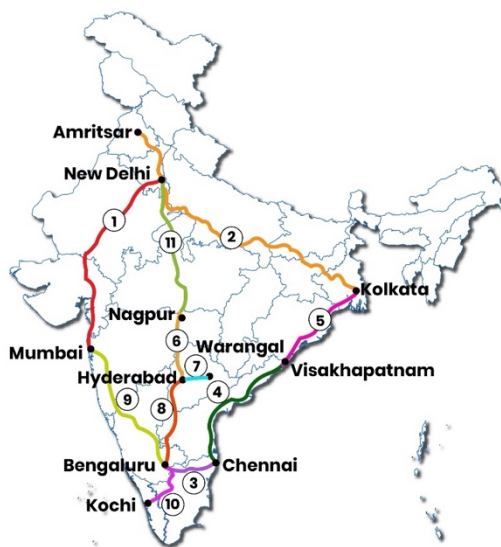 Amritsar
New Delhi
1
11
2
Kolkata
Nagpur
5
6
Warangal
Mumbai
7
Visakhapatnam
Hyderabad
4
9
8
Bengaluru
Chennai
3
Kochi
10